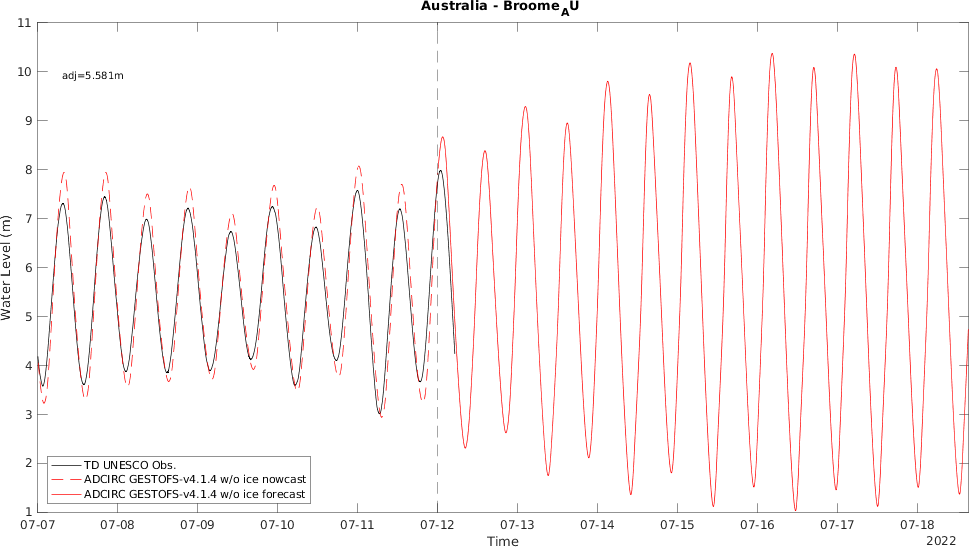 Australia - Broome_AU
adj=5.581m
Water Level (m)
11
10
9
8
7
6
5
4
3
2
1
TD UNESCO Obs.
ADCIRC GESTOFS-v4.1.4 w/o ice nowcast
ADCIRC GESTOFS-v4.1.4 w/o ice forecast
07-07 07-08 07-09 07-10 07-11 07-12 07-13 07-14 07-15 07-16 07-17 07-18
Time
2022